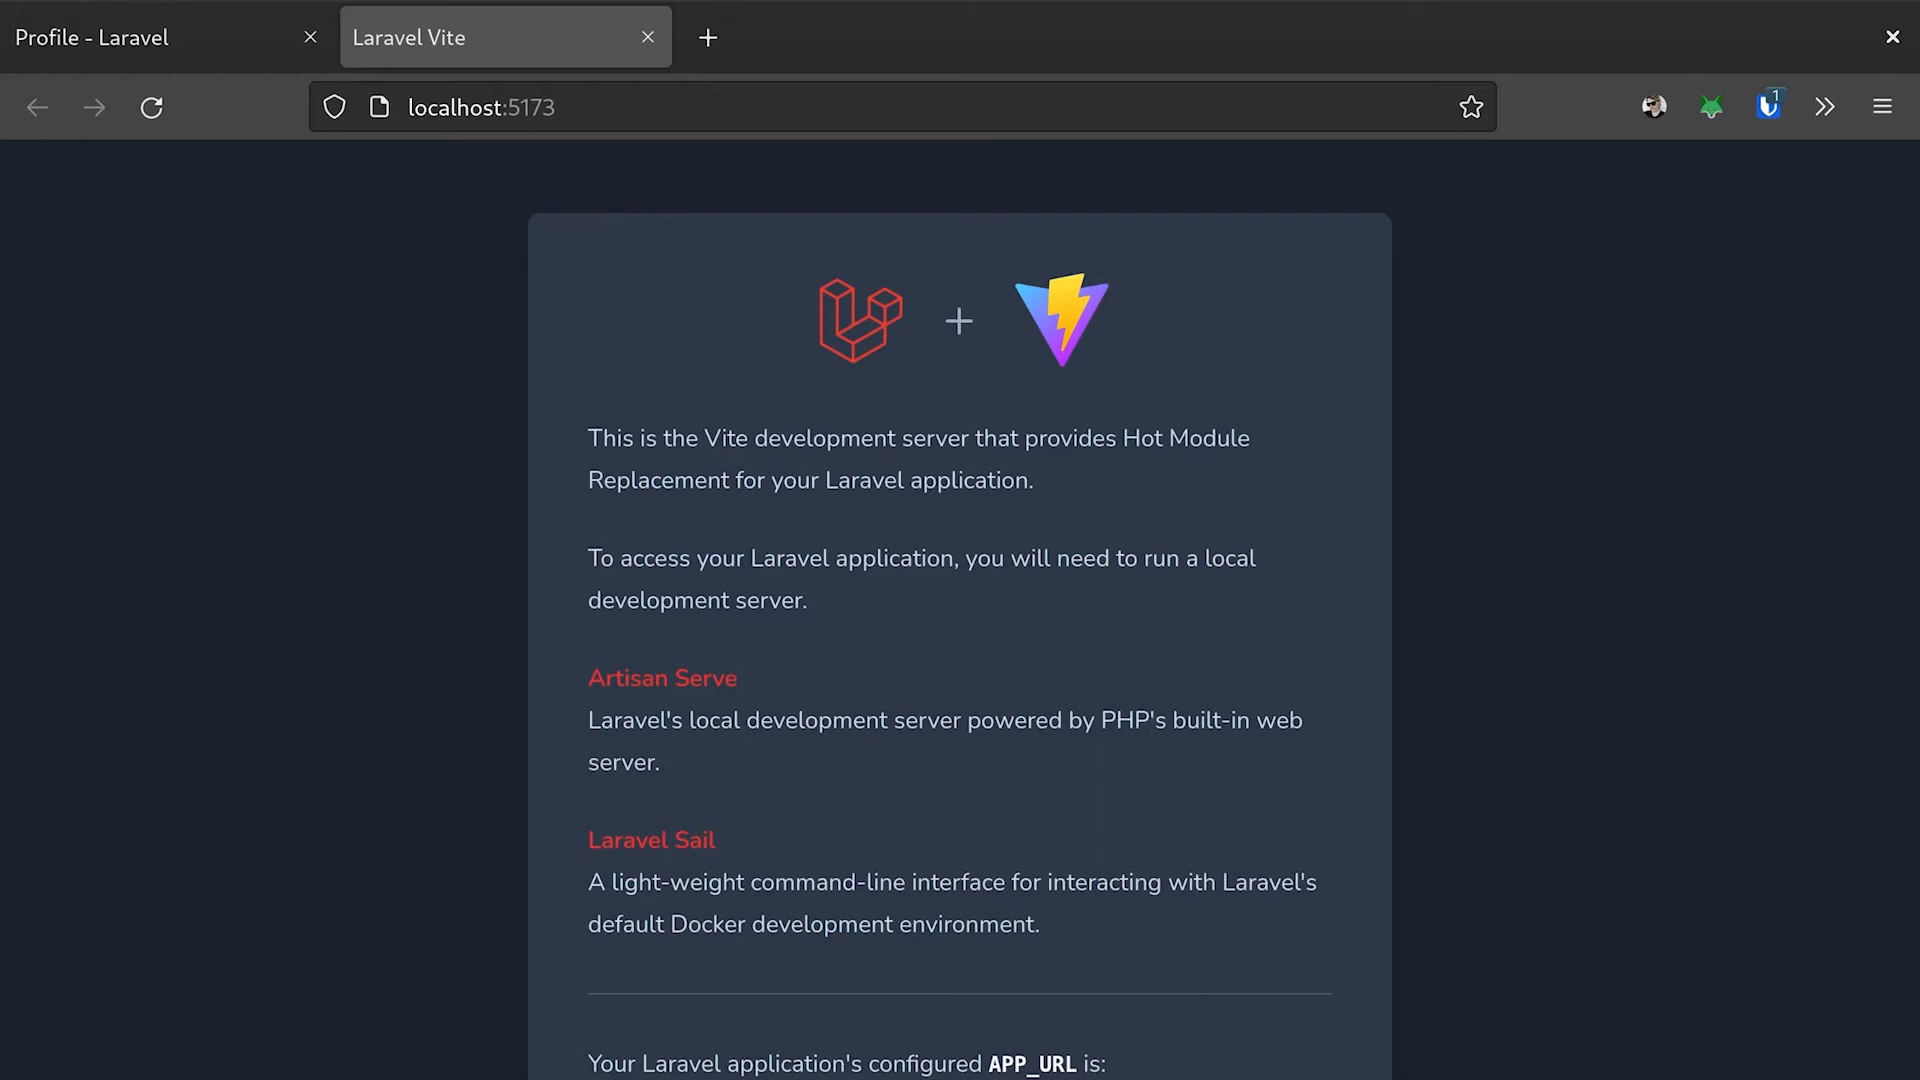 Profile - Laravel
Laravel Vite
localhost:5173
1
This is the Vite development server that provides Hot Module
Replacement for your Laravel application.
To access your Laravel application, you will need to run a local
development server.
Artisan Serve
Laravel's local development server powered by PHP's built-in web
server.
Laravel Sail
A light-weight command-line interface for interacting with Laravel's
default Docker development environment.
Your Laravel application's configured APP_URL is: